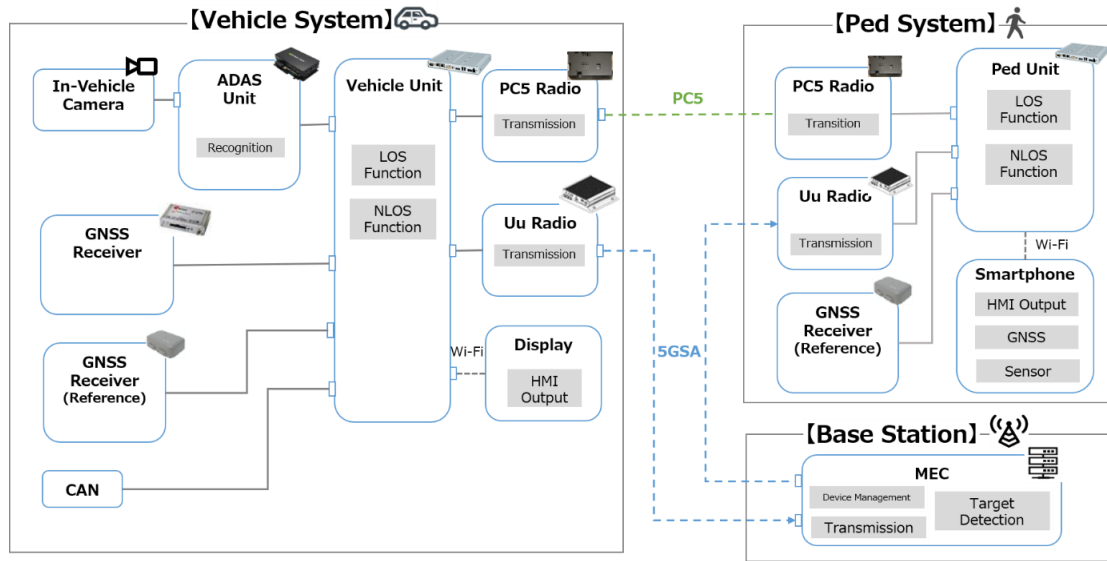 【Vehicle System】
In-Vehicle
Camera
ADAS
Unit
Recognition
GNSS
Receiver
GNSS
Receiver
(Reference)
CAN
Vehicle Unit
LOS
Function
NLOS
Function
PC5 Radio
Transmission
Uu Radio
Transmission
Wi-Fi
Display
HMI
Output
PC5
5GSA
【Ped System】
PC5 Radio
Transition
Uu Radio
Transmission
GNSS
Receiver
(Reference)
Ped Unit
LOS
Function
NLOS
Function
Wi-Fi
Smartphone
HMI Output
GNSS
Sensor
【Base Station】
MEC
Device Management
Transmission
Target
Detection